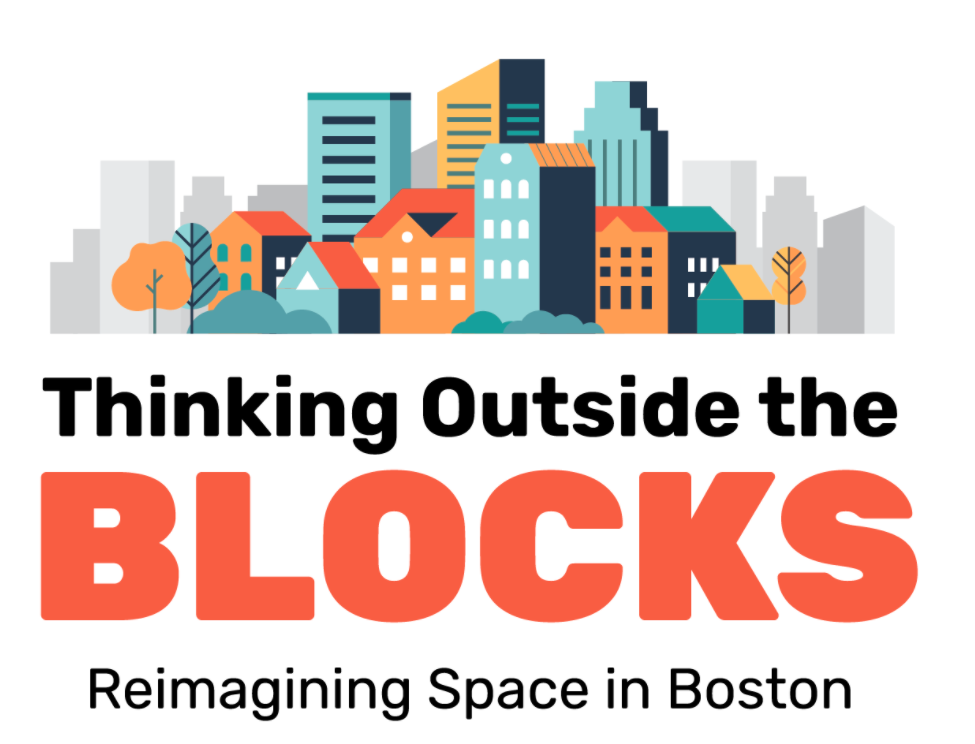 Thinking Outside the
BLOCKS
Reimagining Space in Boston